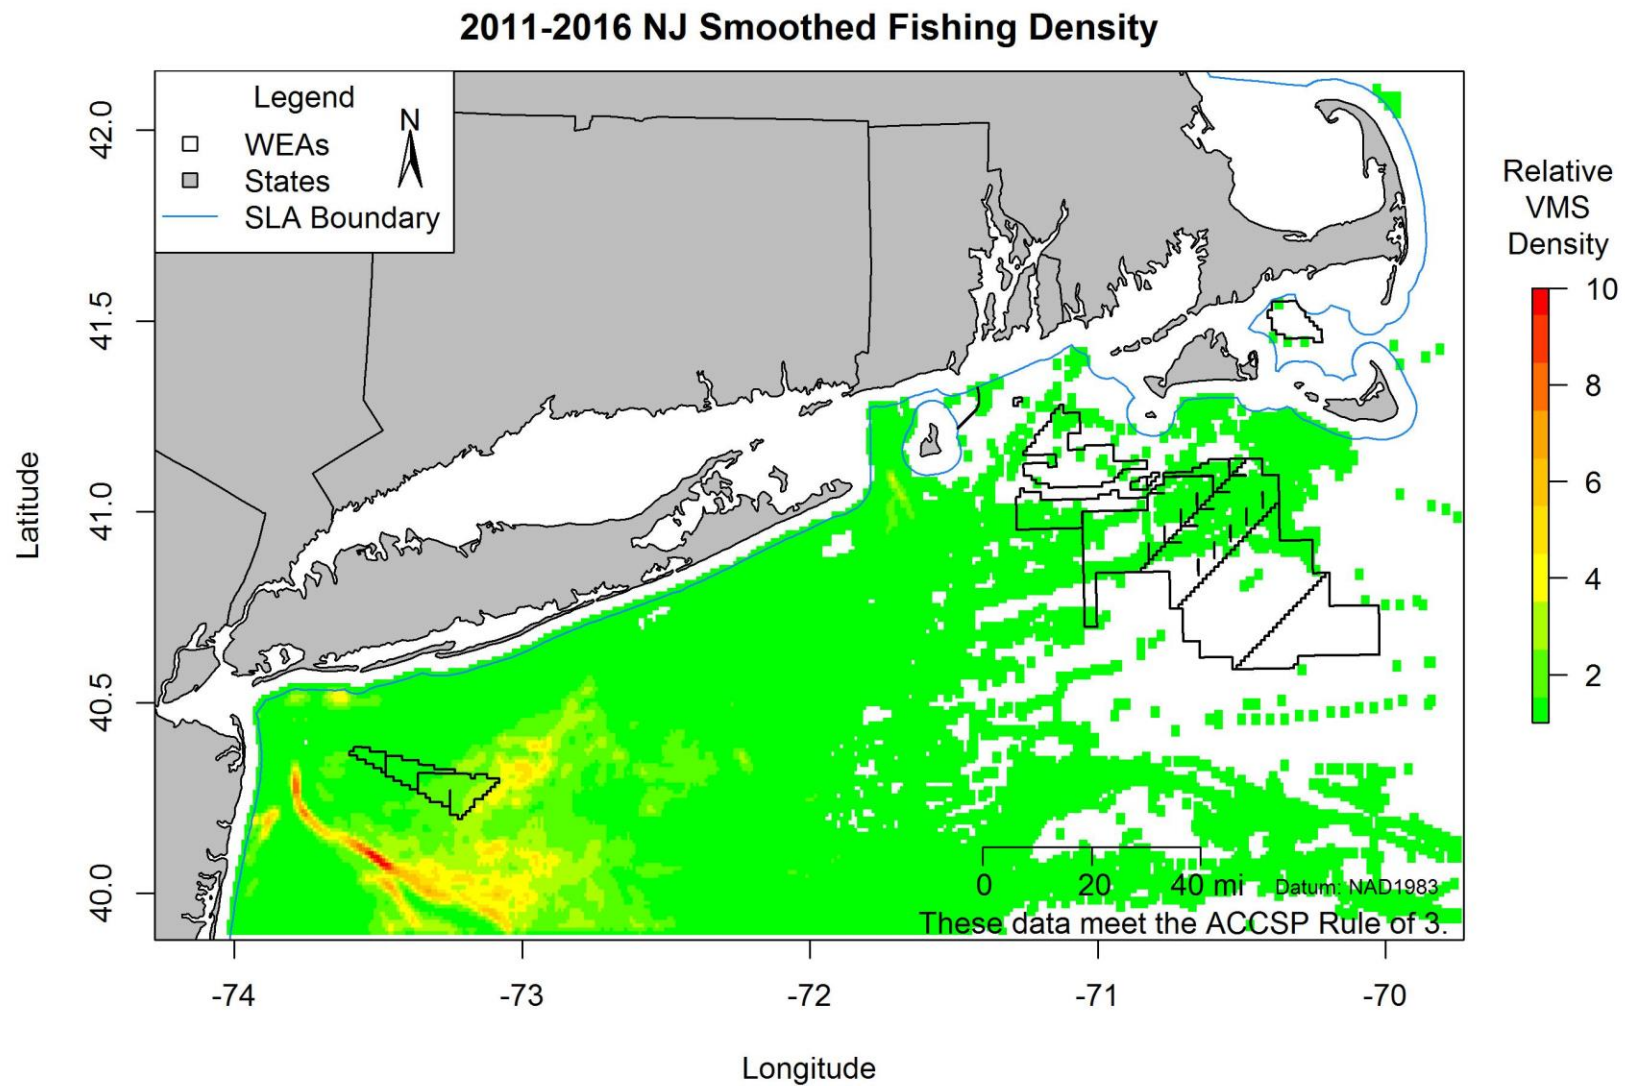 2011-2016 NJ Smoothed Fishing Density
Legend
N
WEAs
States
SLA Boundary
Relative
VMS
Density
10
8
6
4
2
Latitude
42.0
41.5
41.0
40.5
40.0
0 20 40 mi
Datum: NAD1983
These data meet the ACCSP Rule of 3.
-74 -73 -72 -71 -70
Longitude